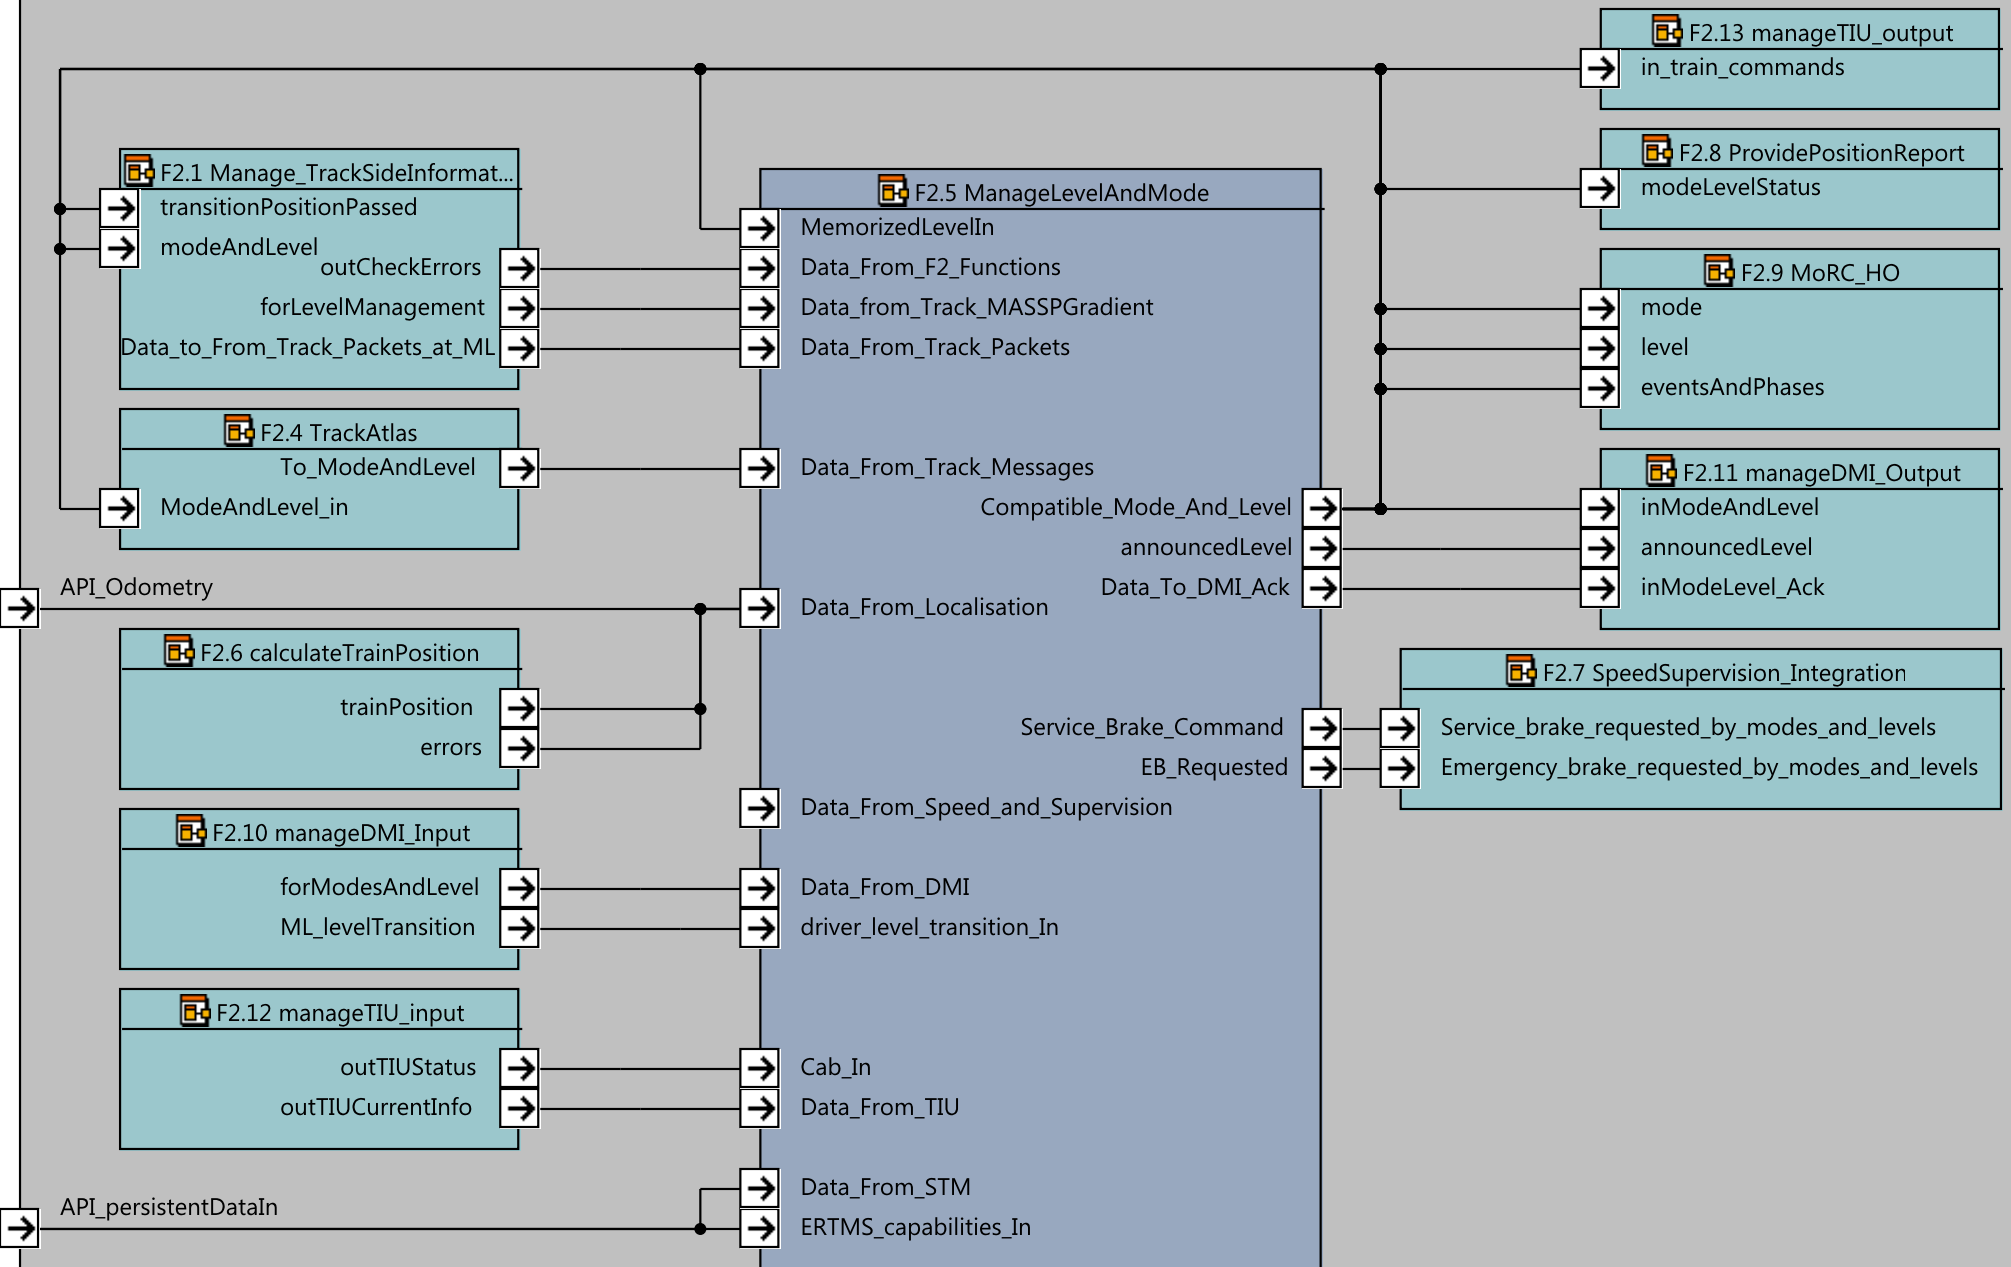 F2.13 manageTIU_output
in_train_commands
F2.8 ProvidePositionReport
modeLevelStatus
F2.9 MoRC_HO
mode
level
eventsAndPhases
F2.11 manageDMI_Output
inModeAndLevel
announcedLevel
inModeLevel_Ack
F2.7 SpeedSupervision_Integration
Service_brake_requested_by_modes_and_levels
Emergency_brake_requested_by_modes_and_levels
F2.1 Manage_TrackSideInformat...
transitionPositionPassed
modeAndLevel
outCheckErrors
forLevelManagement
Data_to_From_Track_Packets_at_ML
F2.4 TrackAtlas
To_ModeAndLevel
ModeAndLevel_in
API_Odometry
F2.6 calculateTrainPosition
trainPosition
errors
F2.10 manageDMI_Input
forModesAndLevel
ML_levelTransition
F2.12 manageTIU_input
outTIUStatus
outTIUCurrentInfo
API_persistentDataIn
F2.5 ManageLevelAndMode
MemorizedLevelIn
Data_From_F2_Functions
Data_from_Track_MASSPGradient
Data_From_Track_Packets
Data_From_Track_Messages
Compatible_Mode_And_Level
announcedLevel
Data_To_DMI_Ack
Data_From_Localisation
Service_Brake_Command
EB_Requested
Data_From_Speed_and_Supervision
Data_From_DMI
driver_level_transition_In
Cab_In
Data_From_TIU
Data_From_STM
ERTMS_capabilities_In